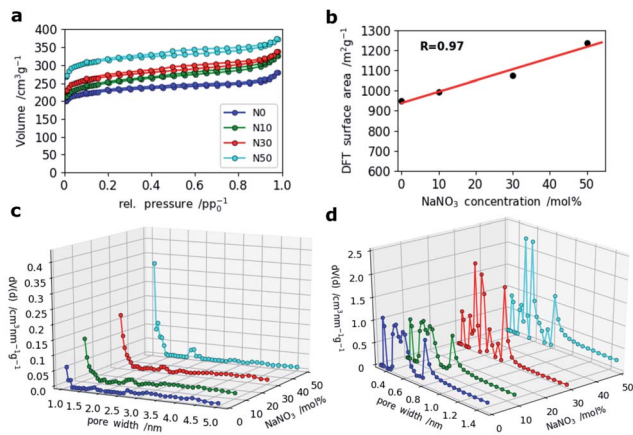 a
400
350
300
250
200
150
100
50
0
Volume /cm³g⁻¹
N0
N10
N30
N50
0.0 0.2 0.4 0.6 0.8 1.0
rel. pressure /pp₀⁻¹
b
R=0.97
1300
1200
1100
1000
900
800
700
600
DFT surface area /m²g⁻¹
0 10 20 30 40 50
NaNO₃ concentration /mol%
c
0.4
0.35
0.3
0.25
0.2
0.15
0.1
0.05
0.0
dV(d) /cm³nm⁻¹g⁻¹
1.0 1.5 2.0 2.5 3.0 3.5 4.0 4.5 5.0
pore width /nm
0 10 20 30 40 50
NaNO₃ /mol%
d
2.5
2.0
1.5
1.0
0.5
0
dV(d) /cm³nm⁻¹g⁻¹
0.4 0.6 0.8 1.0 1.2 1.4
pore width /nm
0 10 20 30 40 50
NaNO₃ /mol%